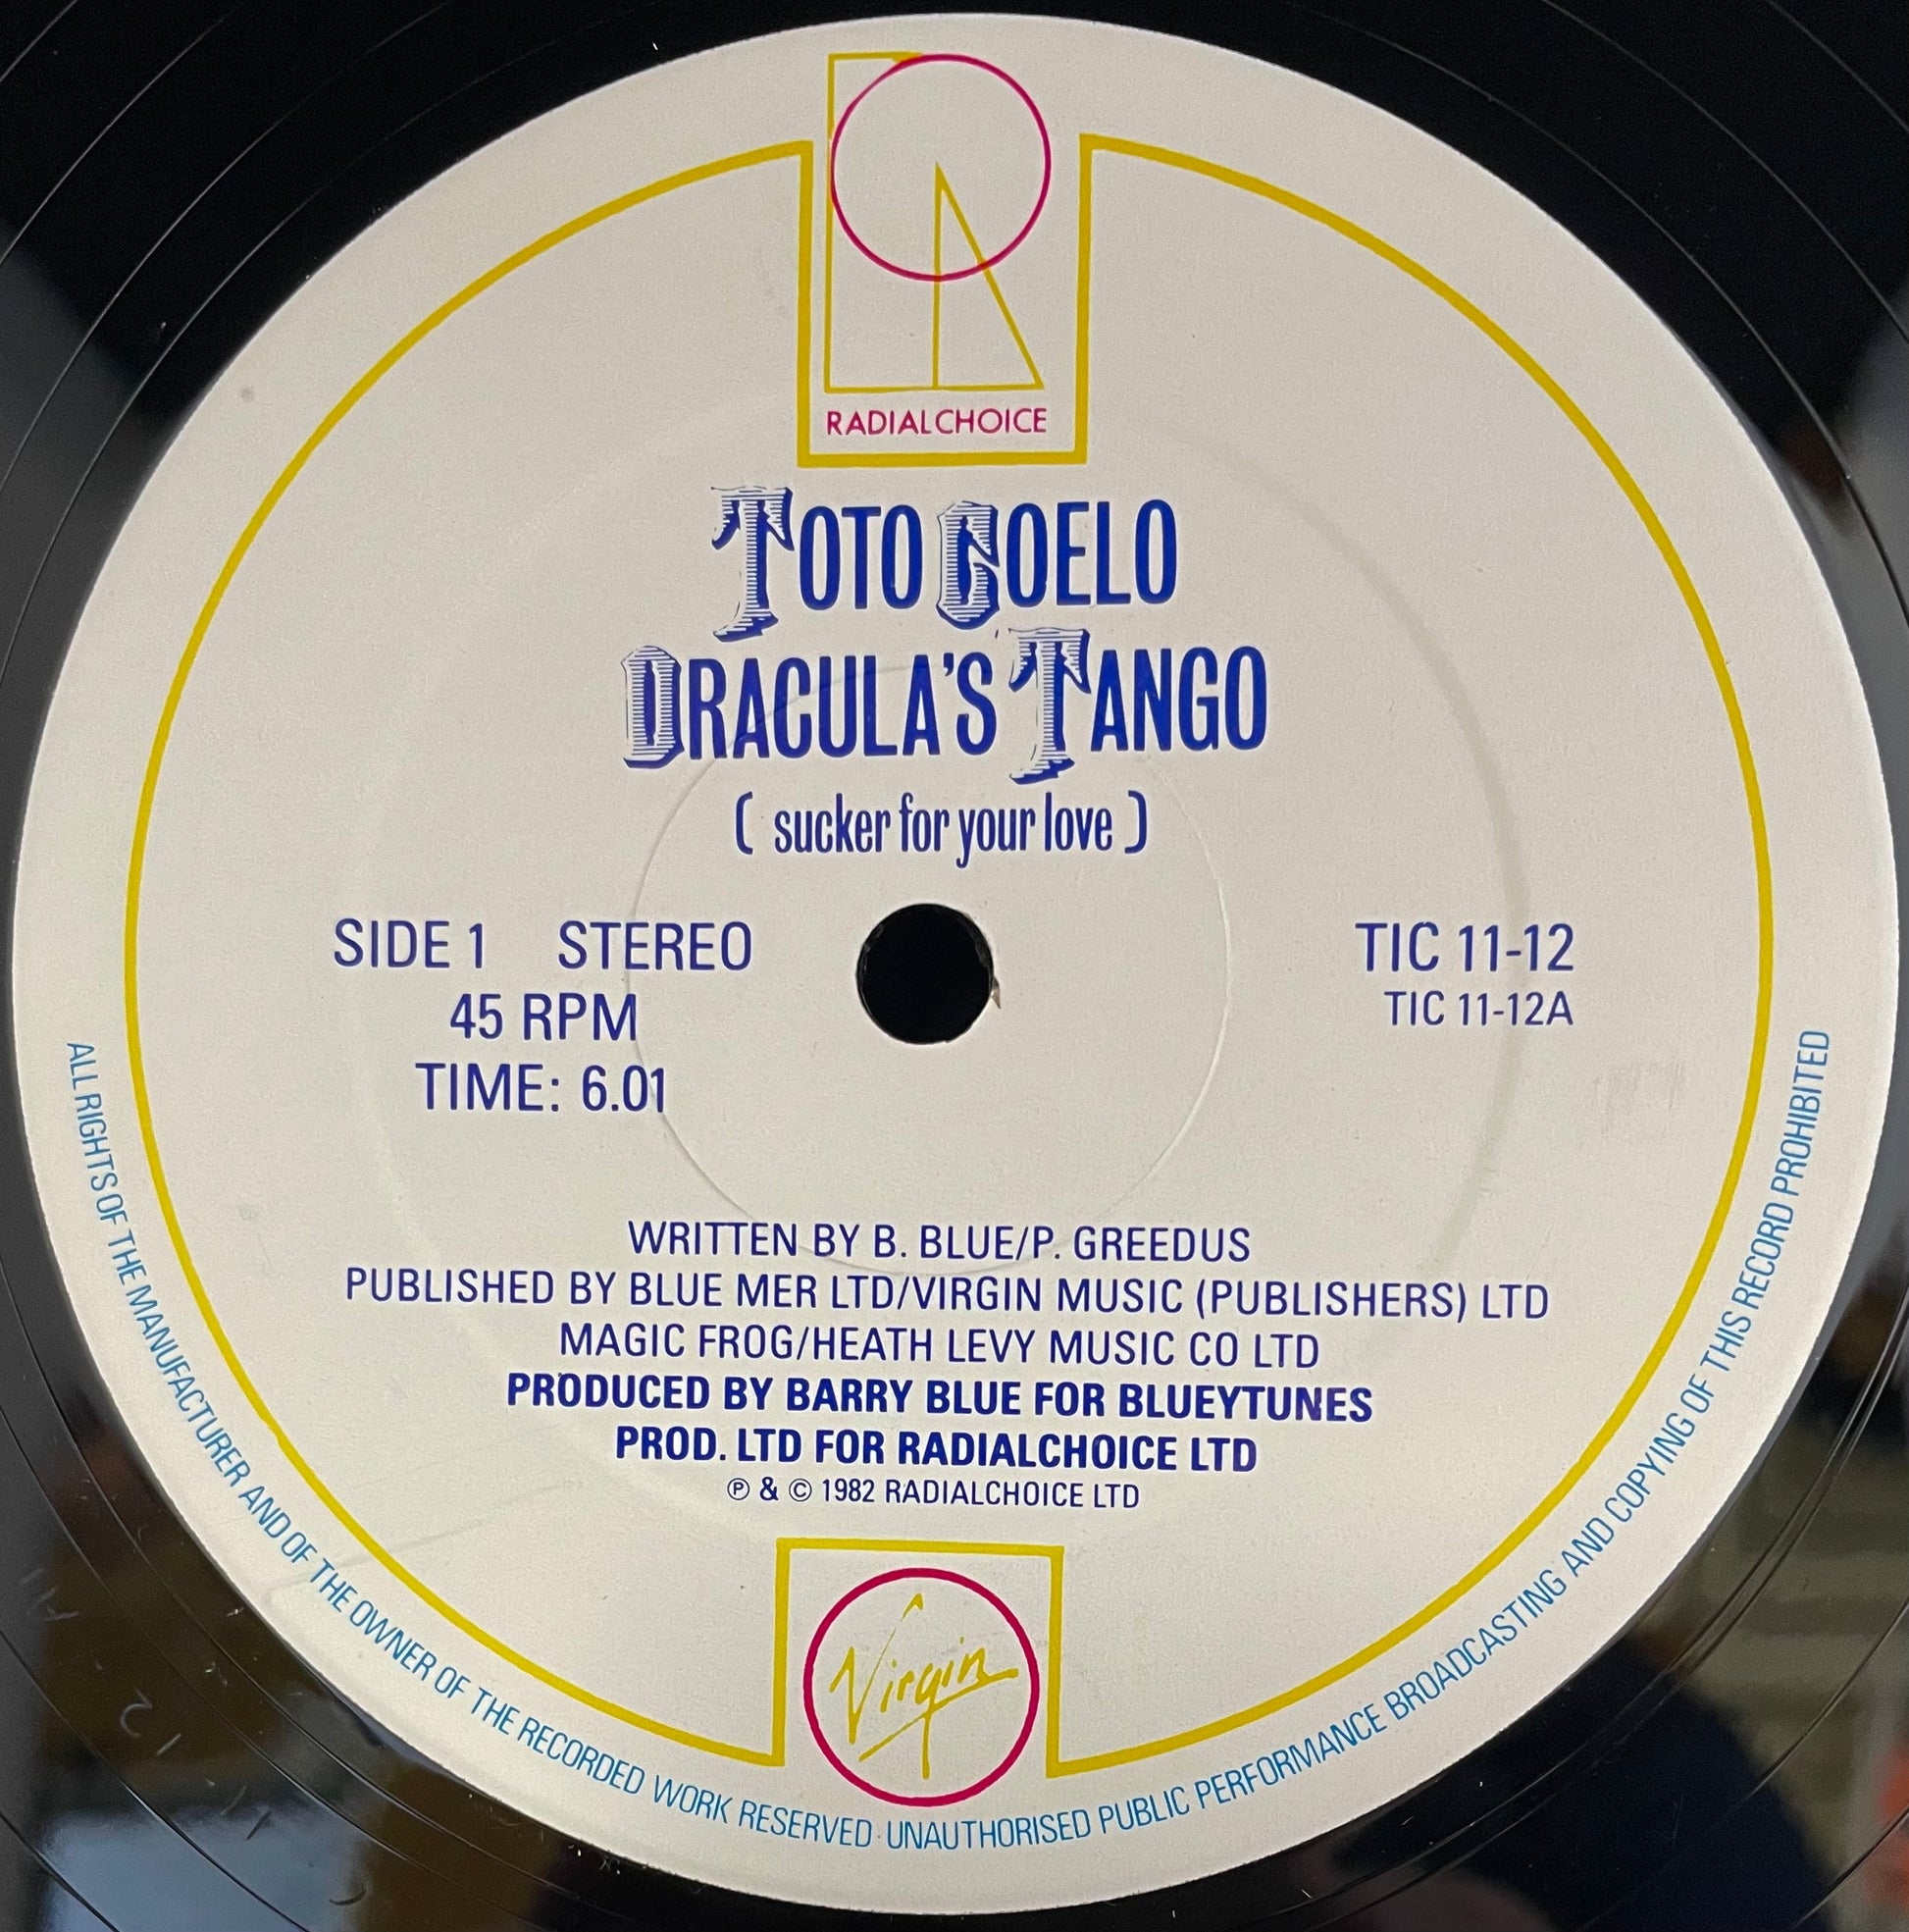 RADIALCHOICE
TOTO COELO
DRACULA'S TANGO
( sucker for your love )
SIDE 1 STEREO
45 RPM
TIME: 6.01
TIC 11-12
TIC 11-12A
WRITTEN BY B. BLUE/P. GREEDUS
PUBLISHED BY BLUE MER LTD/VIRGIN MUSIC (PUBLISHERS) LTD
MAGIC FROG/HEATH LEVY MUSIC CO LTD
PRODUCED BY BARRY BLUE FOR BLUEYTUNES
PROD. LTD FOR RADIALCHOICE LTD
℗ & © 1982 RADIALCHOICE LTD
Virgin
ALL RIGHTS OF THE MANUFACTURER AND OF THE OWNER OF THE RECORDED WORK RESERVED · UNAUTHORISED PUBLIC PERFORMANCE BROADCASTING AND COPYING OF THIS RECORD PROHIBITED